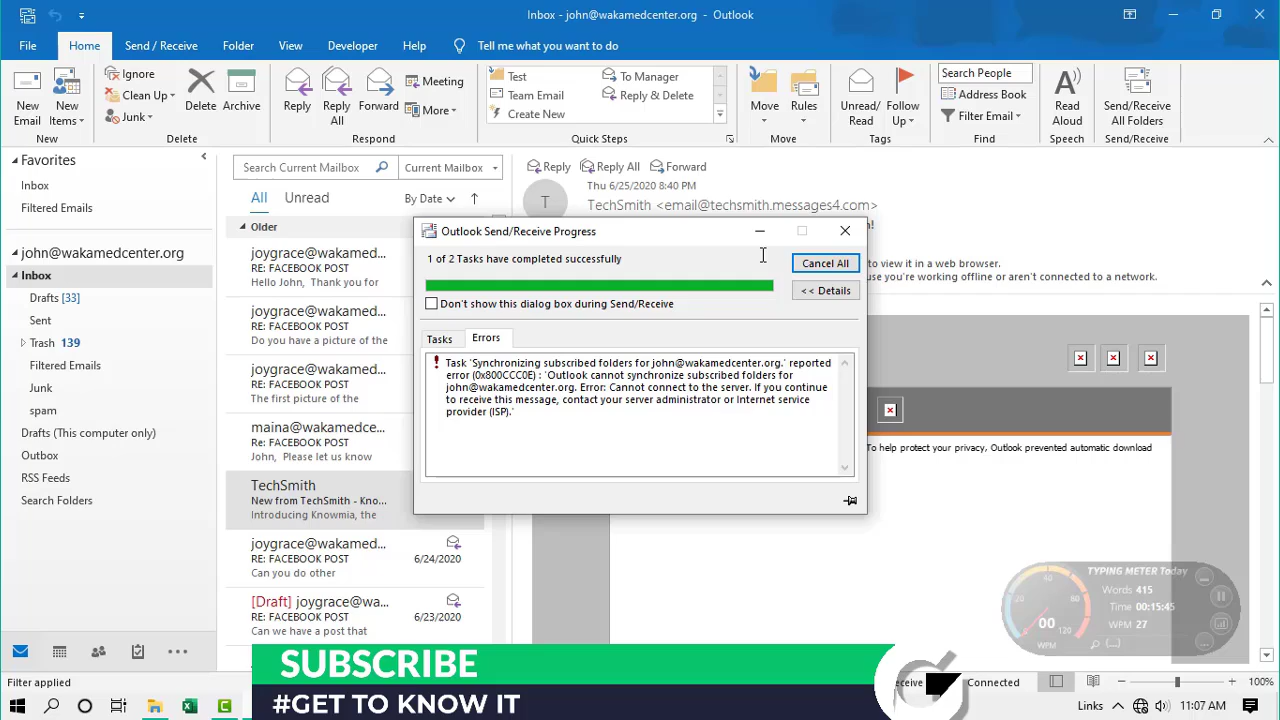 Inbox - john@wakamedcenter.org - Outlook
File Home Send / Receive Folder View Developer Help Tell me what you want to do
New Email
New Items
Ignore
Clean Up
Junk
Delete
Archive
Reply
Reply All
Forward
Meeting
More
Test
Team Email
Create New
To Manager
Reply & Delete
Move
Rules
Unread/ Read
Follow Up
Search People
Address Book
Filter Email
Read Aloud
Send/Receive All Folders
New Delete Respond Quick Steps Move Tags Find Speech Send/Receive
Favorites
Inbox
Filtered Emails
john@wakamedcenter.org
Inbox
Drafts [33]
Sent
Trash 139
Filtered Emails
Junk
spam
Drafts (This computer only)
Outbox
RSS Feeds
Search Folders
Search Current Mailbox Current Mailbox
All Unread By Date
Older
joygrace@wakamed...
RE: FACEBOOK POST
Hello John, Thank you for
joygrace@wakamed...
RE: FACEBOOK POST
Do you have a picture of the
joygrace@wakamed...
RE: FACEBOOK POST
The first picture of the
maina@wakamedce...
RE: FACEBOOK POST
John, Please let us know
TechSmith
New from TechSmith - Kno...
Introducing Knowmia, the
joygrace@wakamed...
RE: FACEBOOK POST 6/24/2020
Can you do other
[Draft] joygrace@wa...
RE: FACEBOOK POST 6/23/2020
Can we have a post that
Reply Reply All Forward
Thu 6/25/2020 8:40 PM
T
TechSmith <email@techsmith.messages4.com>
to view it in a web browser.
use you're working offline or aren't connected to a network.
To help protect your privacy, Outlook prevented automatic download
Outlook Send/Receive Progress
1 of 2 Tasks have completed successfully
Cancel All
<< Details
Don't show this dialog box during Send/Receive
Tasks Errors
Task 'Synchronizing subscribed folders for john@wakamedcenter.org.' reported
error (0x800CCC0E) : 'Outlook cannot synchronize subscribed folders for
john@wakamedcenter.org. Error: Cannot connect to the server. If you continue
to receive this message, contact your server administrator or Internet service
provider (ISP).'
TYPING METER Today
Words 415
Time 00:15:45
WPM 27
20 40 60 80 120
00
WPM
SUBSCRIBE
#GET TO KNOW IT
Filter applied
Connected
100%
Links 11:07 AM